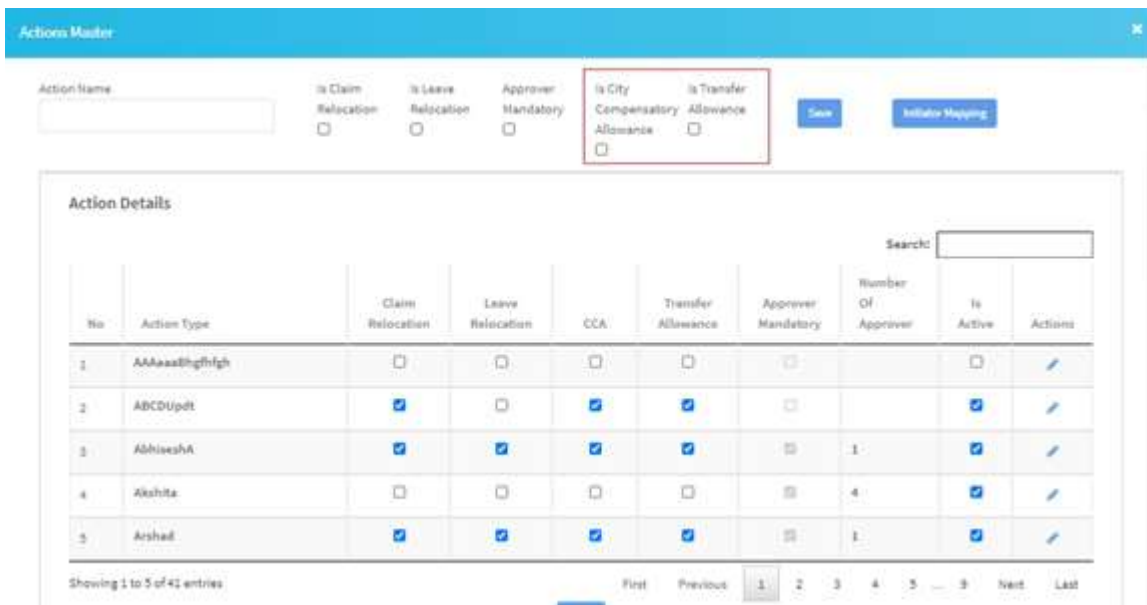 Actions Master
Action Name
Is Claim
Relocation
Is Leave
Relocation
Approver
Mandatory
Is City
Compensatory
Allowance
Is Transfer
Allowance
Save
Initiator Mapping
Action Details
Search:
No Action Type Claim Relocation Leave Relocation CCA Transfer Allowance Approver Mandatory Number Of Approver Is Active Actions
1
2 ABCDUpdt
3 AbhiseshA 1
4 Akshita 4
5 Arshad 1
Showing 1 to 5 of 41 entries First Previous 1 2 3 4 5 ... 9 Next Last